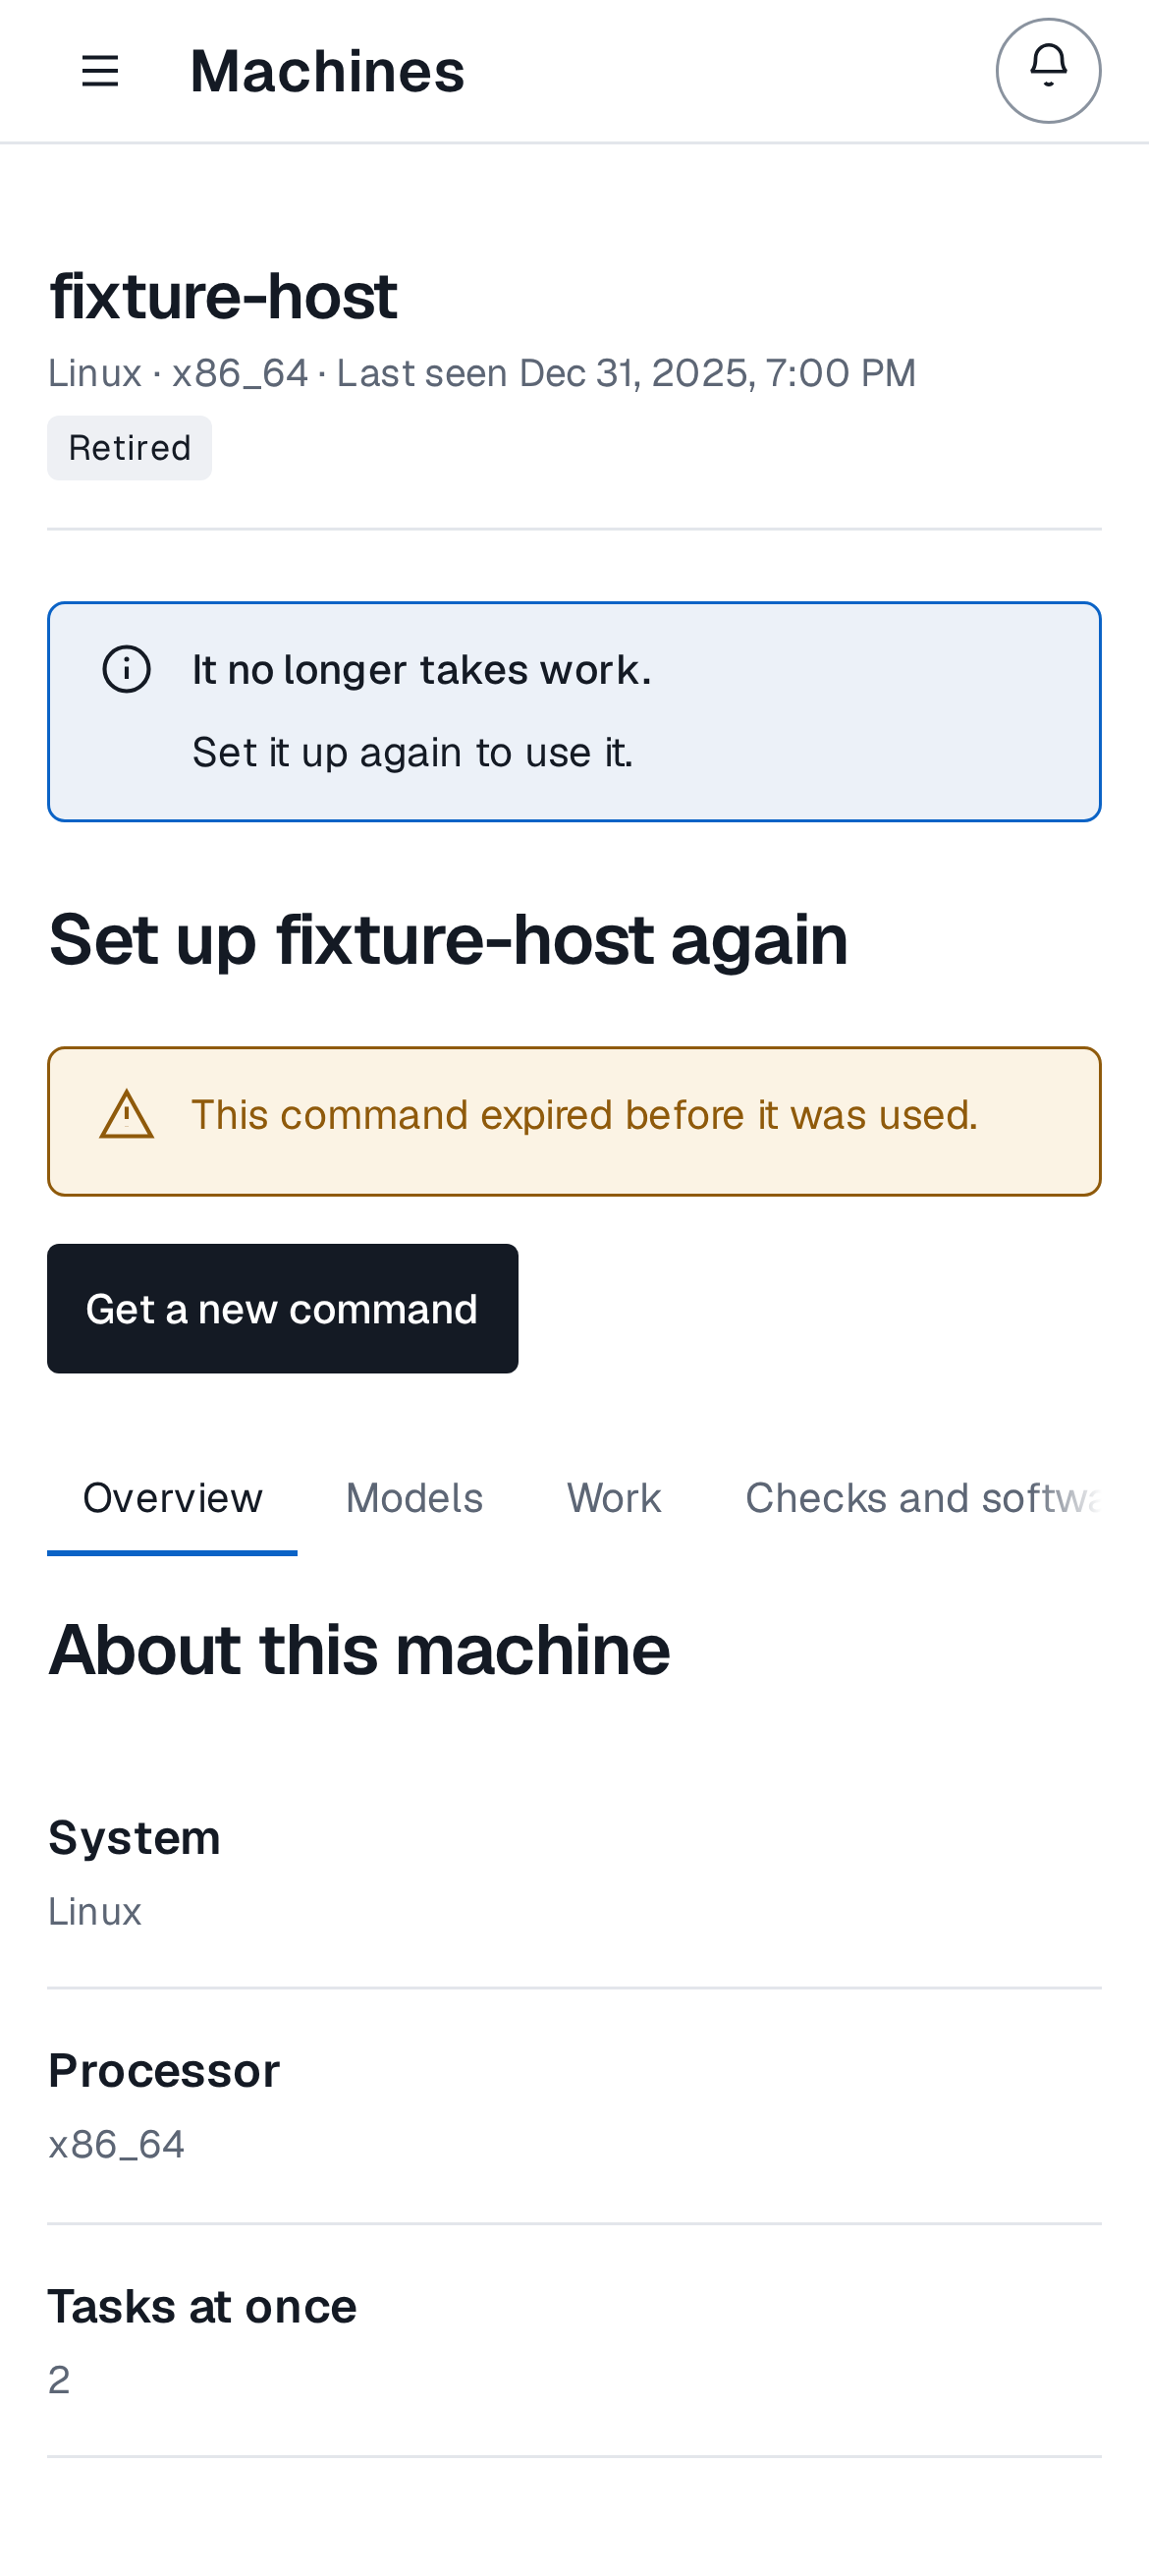 Machines
fixture-host
Linux · x86_64 · Last seen Dec 31, 2025, 7:00 PM
Retired
It no longer takes work.
Set it up again to use it.
Set up fixture-host again
This command expired before it was used.
Get a new command
Overview Models Work Checks and
About this machine
System
Linux
Processor
x86_64
Tasks at once
2